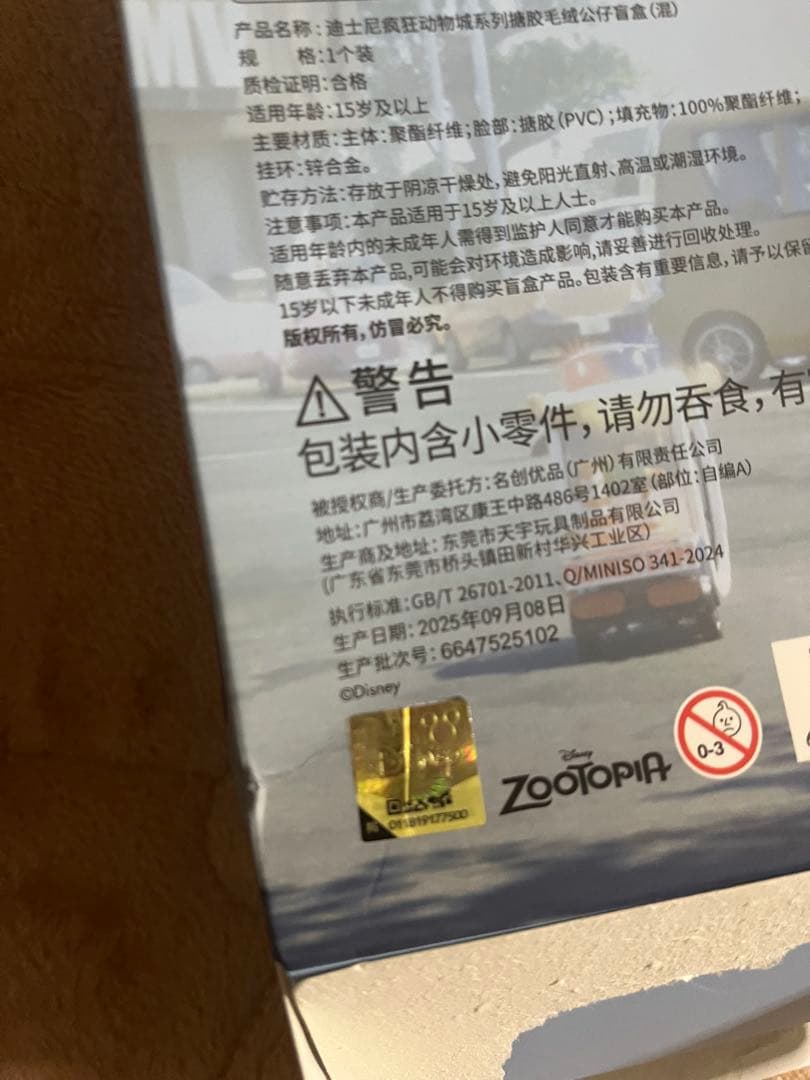 产品名称：迪士尼疯狂动物城系列搪胶毛绒公仔盲盒（混）
规 格：1个装
质检证明：合格
适用年龄：15岁及以上
主要材质：主体：聚酯纤维；脸部：搪胶（PVC）；填充物：100%聚酯纤维；
挂环：锌合金。
贮存方法：存放于阴凉干燥处，避免阳光直射、高温或潮湿环境。
注意事项：本产品适用于15岁及以上人士。
适用年龄内的未成年人需得到监护人同意才能购买本产品。
随意丢弃本产品，可能会对环境造成影响，请妥善进行回收处理。
15岁以下未成年人不得购买盲盒产品。包装含有重要信息，请予以保留
版权所有，仿冒必究。
警告
包装内含小零件，请勿吞食，有
被授权商/生产委托方：名创优品（广州）有限责任公司
地址：广州市荔湾区康王中路486号1402室（部位：自编A）
生产商及地址：东莞市天宇玩具制品有限公司
（广东省东莞市桥头镇田新村华兴工业区）
执行标准：GB/T 26701-2011、Q/MINISO 341-2024
生产日期：2025年09月08日
生产批次号：6647525102
©Disney
Disney
ZOOTOPIA
0-3